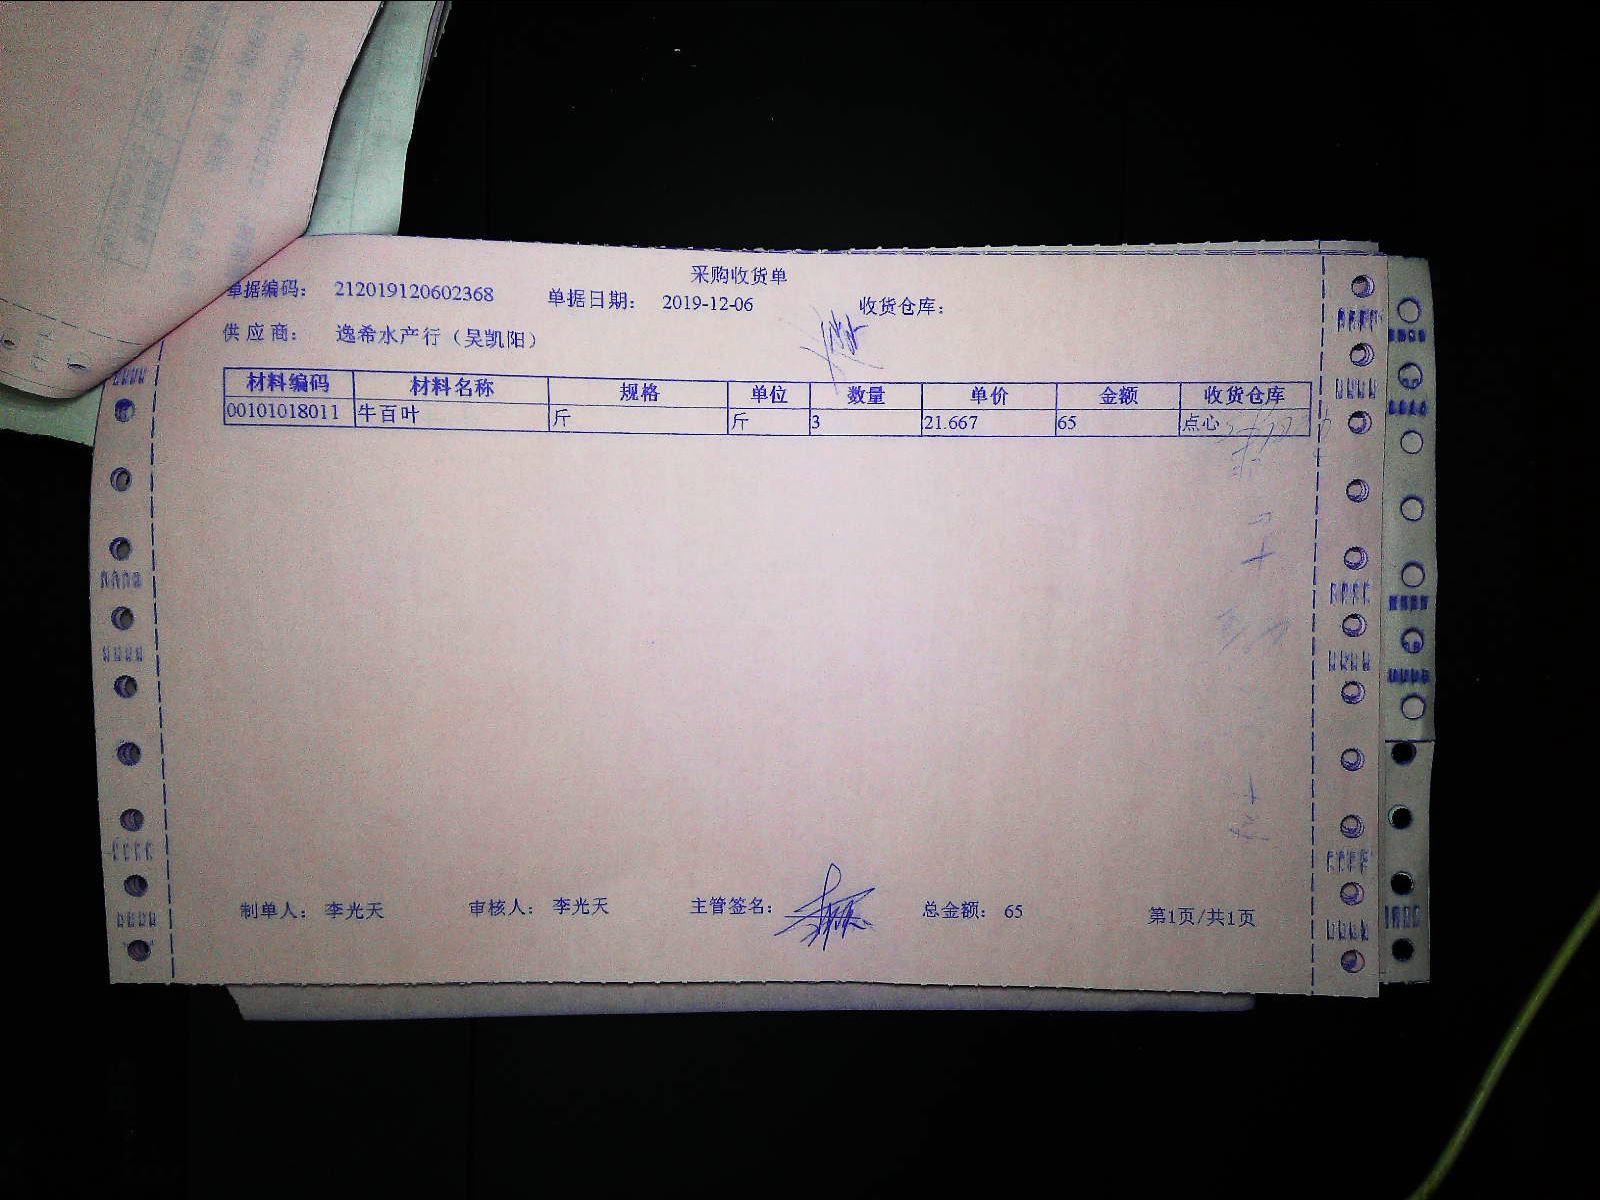 采购收货单
单据编码： 212019120602368 单据日期： 2019-12-06 收货仓库：
供应商： 逸希水产行（吴凯阳）
材料编码 材料名称 规格 单位 数量 单价 金额 收货仓库
00101018011 牛百叶 斤 斤 3 21.667 65 点心
制单人： 李光天 审核人： 李光天 主管签名： 总金额： 65 第1页/共1页